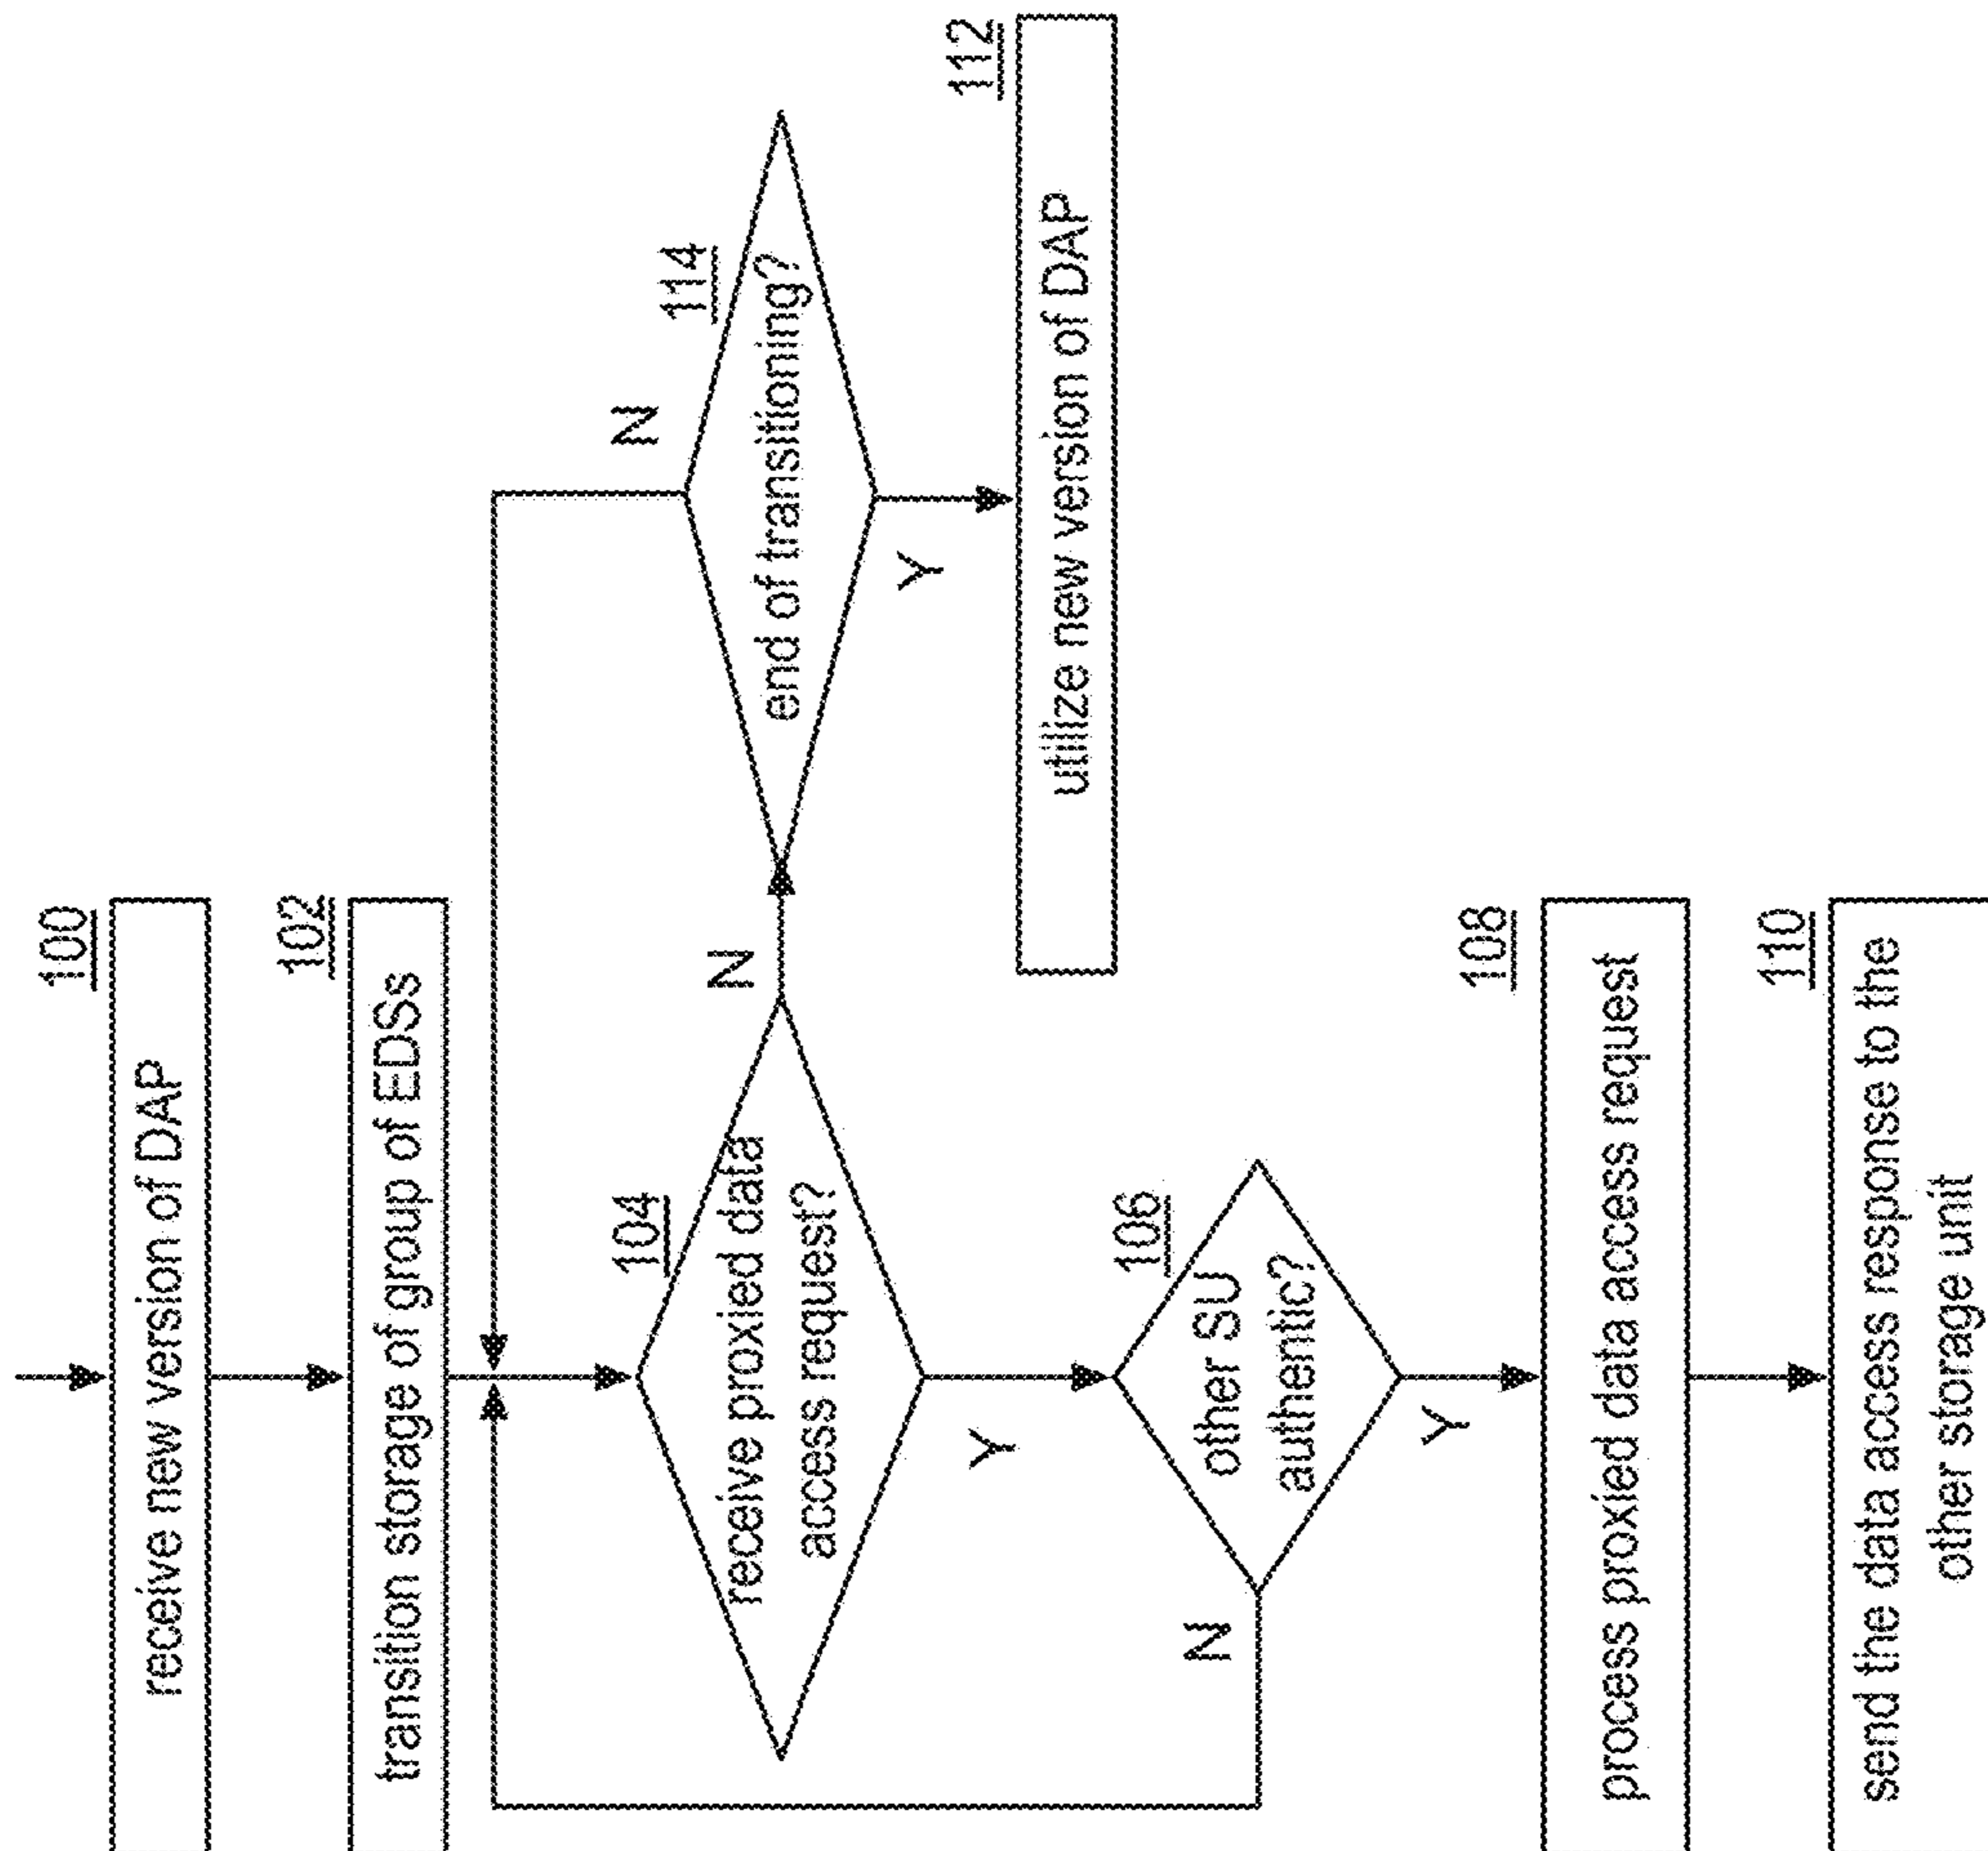 100
receive new version of DAP
102
transition storage of group of EDSs
104
receive proxied data
access request?
N
Y
114
end of transitioning?
N
Y
112
utilize new version of DAP
106
other SU
authentic?
N
Y
108
process proxied data access request
110
send the data access response to the
other storage unit